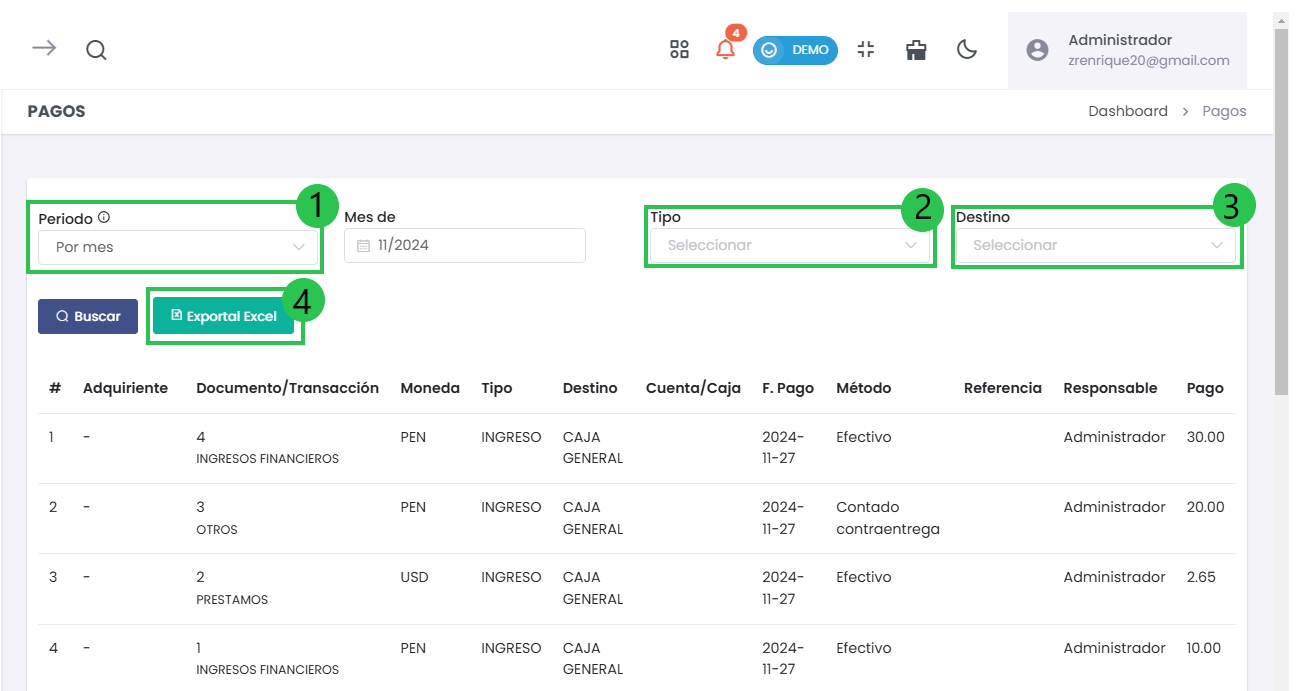 4
DEMO
Administrador
zrenrique20@gmail.com
PAGOS
Dashboard > Pagos
1
2
3
Periodo
Mes de
Tipo
Destino
Por mes
11/2024
Seleccionar
Seleccionar
4
Buscar
Exportal Excel
# Adquiriente Documento/Transacción Moneda Tipo Destino Cuenta/Caja F. Pago Método Referencia Responsable Pago
1 - 4 PEN INGRESO CAJA 2024- Efectivo Administrador 30.00
INGRESOS FINANCIEROS GENERAL 11-27
2 - 3 PEN INGRESO CAJA 2024- Contado Administrador 20.00
OTROS GENERAL 11-27 contraentrega
3 - 2 USD INGRESO CAJA 2024- Efectivo Administrador 2.65
PRESTAMOS GENERAL 11-27
4 - 1 PEN INGRESO CAJA 2024- Efectivo Administrador 10.00
INGRESOS FINANCIEROS GENERAL 11-27